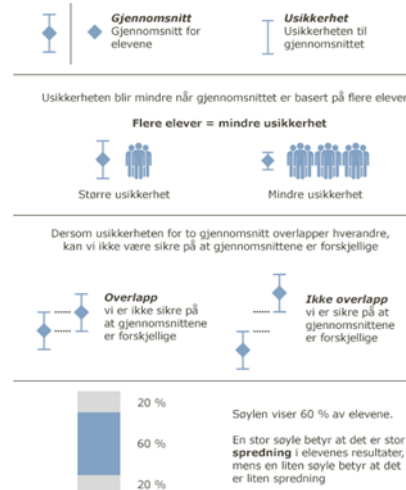 Gjennomsnitt
Gjennomsnitt for
elevene
Usikkerhet
Usikkerheten til
gjennomsnittet
Usikkerheten blir mindre når gjennomsnittet er basert på flere elever
Flere elever = mindre usikkerhet
Større usikkerhet
Mindre usikkerhet
Dersom usikkerheten for to gjennomsnitt overlapper hverandre,
kan vi ikke være sikre på at gjennomsnittene er forskjellige
Overlapp
vi er ikke sikre på
at gjennomsnittene
er forskjellige
Ikke overlapp
vi er sikre på at
gjennomsnittene
er forskjellige
20 %
60 %
20 %
Søylen viser 60 % av elevene.
En stor søyle betyr at det er stor
spredning i elevenes resultater,
mens en liten søyle betyr at det
er liten spredning